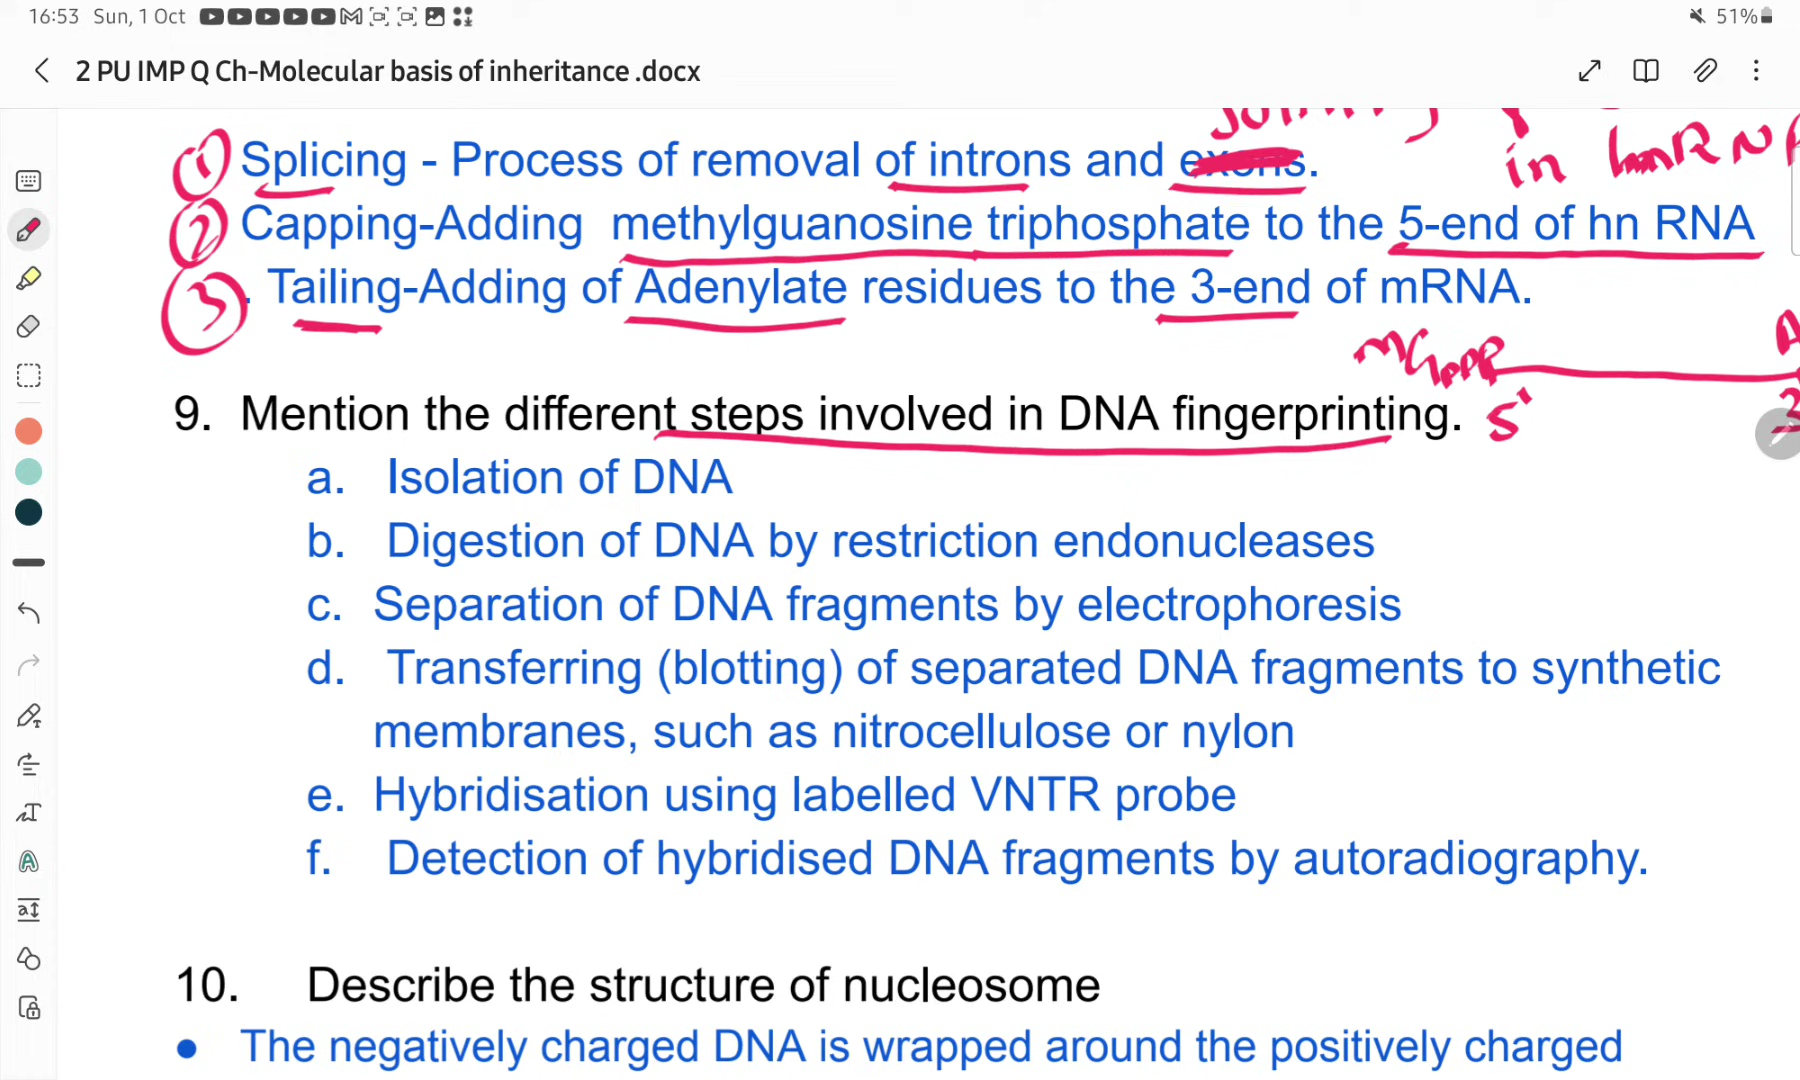 16:53 Sun, 1 Oct 51%
2 PU IMP Q Ch-Molecular basis of inheritance .docx
in hnRNA
1 Splicing - Process of removal of introns and exons.
2 Capping-Adding methylguanosine triphosphate to the 5-end of hn RNA
3 . Tailing-Adding of Adenylate residues to the 3-end of mRNA.
mGPPP A
9. Mention the different steps involved in DNA fingerprinting. 5'
a. Isolation of DNA
b. Digestion of DNA by restriction endonucleases
c. Separation of DNA fragments by electrophoresis
d. Transferring (blotting) of separated DNA fragments to synthetic
membranes, such as nitrocellulose or nylon
e. Hybridisation using labelled VNTR probe
f. Detection of hybridised DNA fragments by autoradiography.
10. Describe the structure of nucleosome
• The negatively charged DNA is wrapped around the positively charged